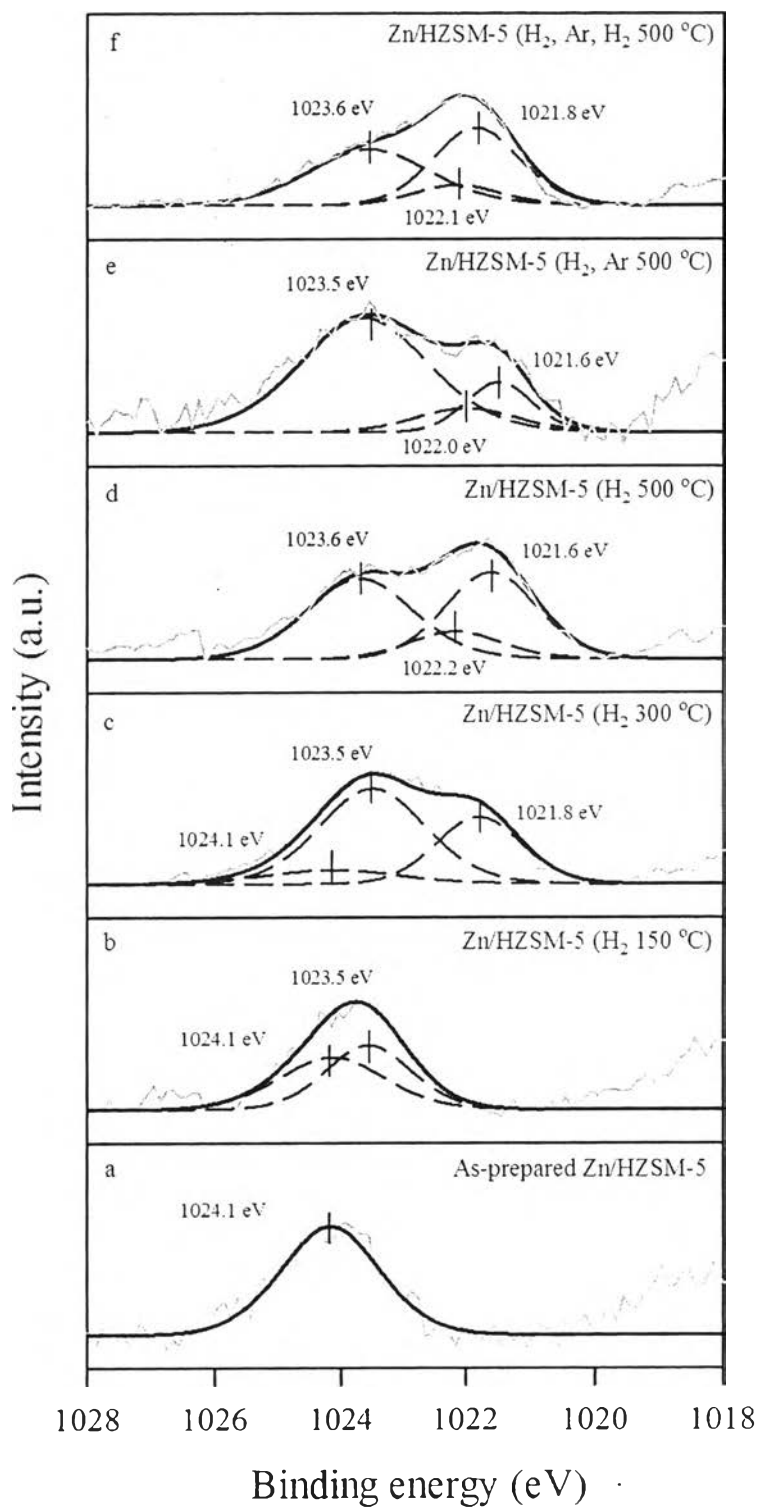 f
Zn/HZSM-5 (H₂, Ar, H₂ 500 °C)
1023.6 eV
1021.8 eV
1022.1 eV
e
Zn/HZSM-5 (H₂, Ar 500 °C)
1023.5 eV
1021.6 eV
1022.0 eV
d
Zn/HZSM-5 (H₂ 500 °C)
1023.6 eV
1021.6 eV
1022.2 eV
c
Zn/HZSM-5 (H₂ 300 °C)
1023.5 eV
1021.8 eV
1024.1 eV
b
Zn/HZSM-5 (H₂ 150 °C)
1023.5 eV
1024.1 eV
a
As-prepared Zn/HZSM-5
1024.1 eV
Intensity (a.u.)
1028 1026 1024 1022 1020 1018
Binding energy (eV)